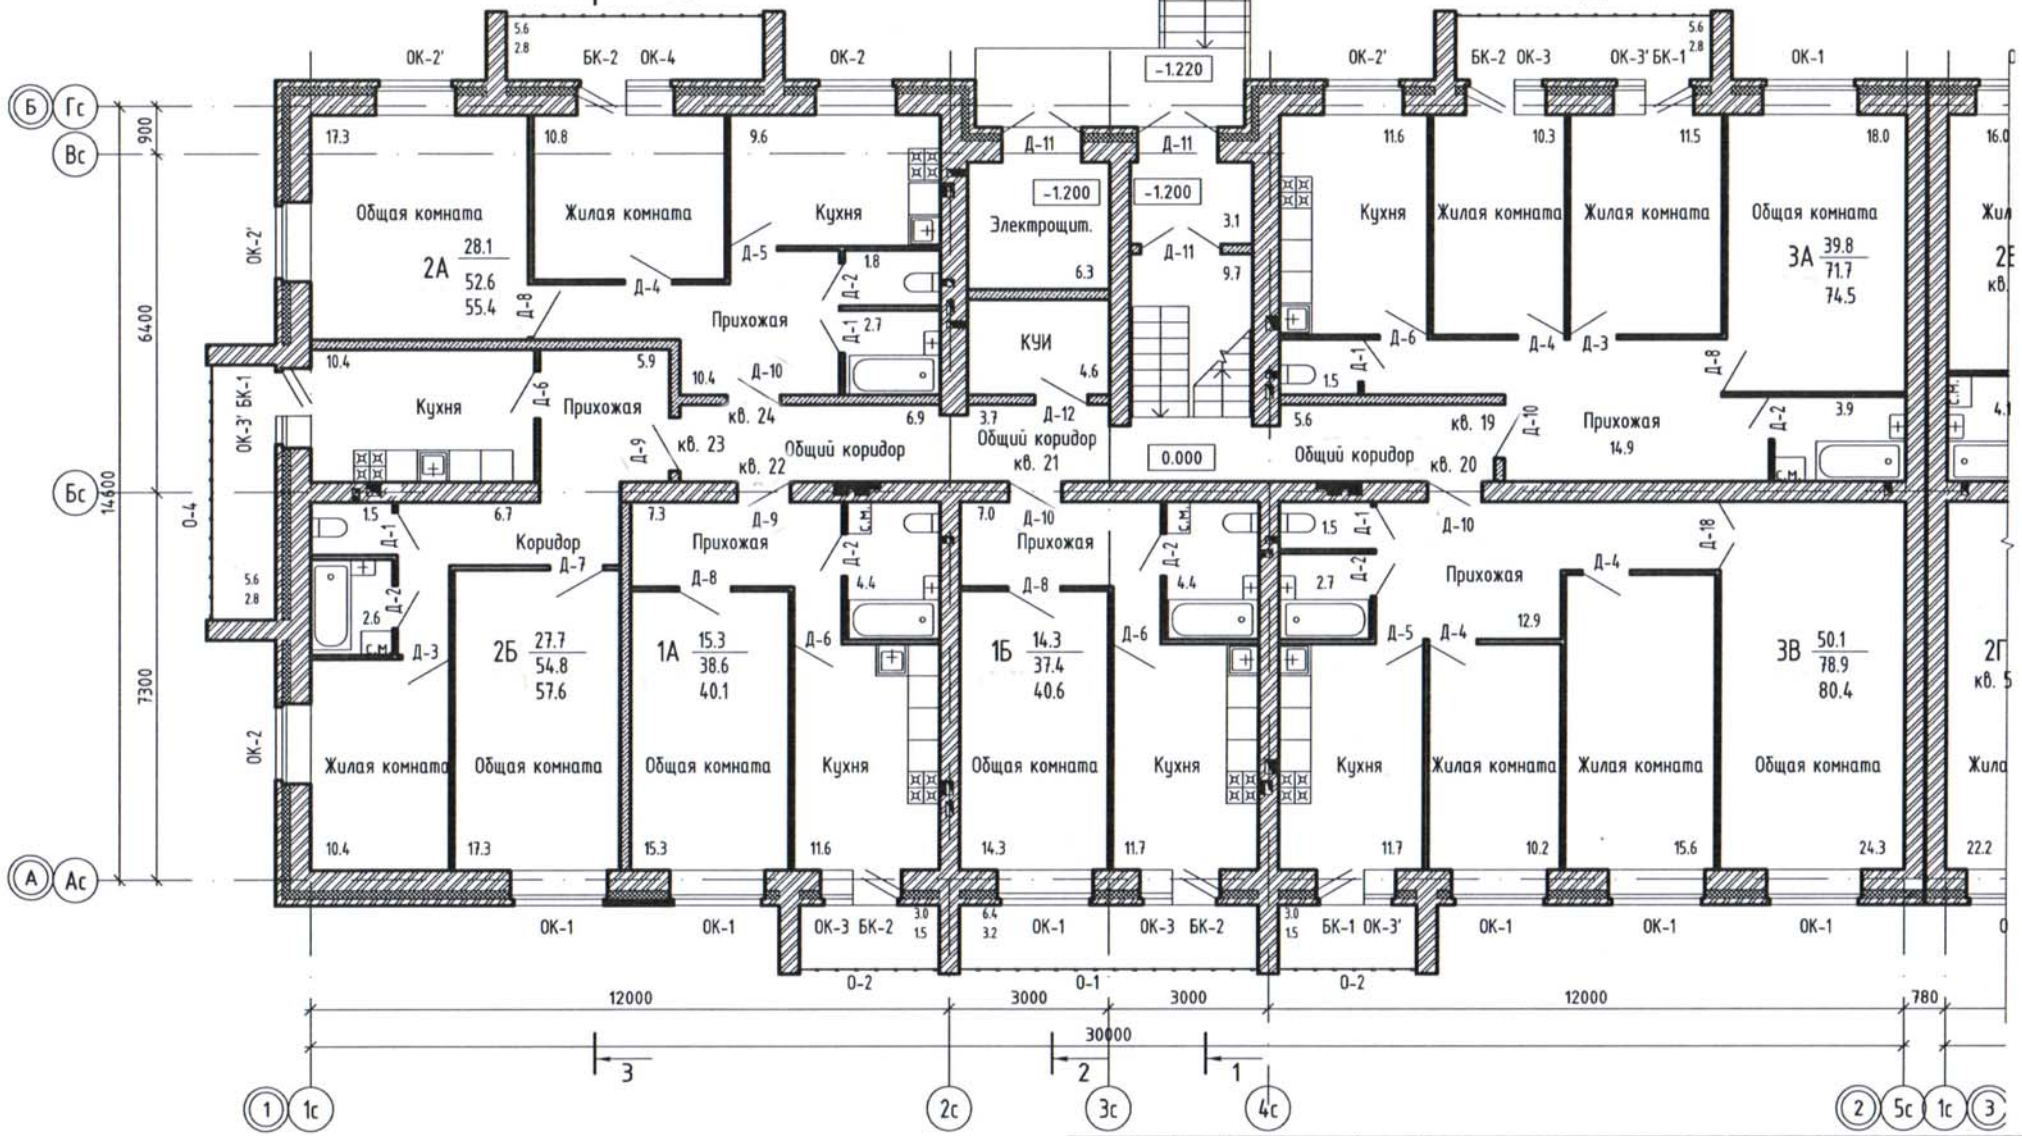 5.6
2.8
5.6
2.8
ОК-2'
БК-2
ОК-4
ОК-2
-1.220
ОК-2'
БК-2
ОК-3
ОК-3'
БК-1
ОК-1
Б
Гс
900
Вс
17.3
10.8
9.6
Д-11
Д-11
11.6
10.3
11.5
18.0
16.0
-1.200
-1.200
Общая комната
Жилая комната
Кухня
Электрощит.
3.1
Кухня
Жилая комната
Жилая комната
Общая комната
ОК-2'
2А
28.1
52.6
55.4
Д-5
1.8
Д-2
Д-4
Д-8
6.3
Д-11
9.7
3А
39.8
71.7
74.5
6400
Прихожая
Д-1
2.7
КУИ
4.6
Д-6
Д-4
Д-3
Д-8
10.4
5.9
Д-10
10.4
Д-1
1.5
ОК-3' БК-1
Кухня
Д-6
Прихожая
кв. 24
6.9
3.7
Д-12
5.6
кв. 19
Д-10
Прихожая
14.9
Д-2
3.9
с.м.
с.м.
4.1
Д-9
кв. 23
кв. 22
Общий коридор
Общий коридор
кв. 21
0.000
Общий коридор
кв. 20
Бс
14600
О-4
1.5
Д-1
6.7
Коридор
7.3
Д-9
Прихожая
с.м.
Д-2
7.0
Д-10
Прихожая
с.м.
Д-2
1.5
Д-1
Д-10
Д-18
5.6
2.8
2.6
Д-2
с.м.
Д-7
Д-8
4.4
Д-8
4.4
2.7
Д-2
Прихожая
Д-4
Д-3
Д-6
Д-6
Д-5
Д-4
12.9
2Б
27.7
54.8
57.6
1А
15.3
38.6
40.1
1Б
14.3
37.4
40.6
3В
50.1
78.9
80.4
2Г
кв. 5
7300
ОК-2
Жилая комната
Общая комната
Общая комната
Кухня
Общая комната
Кухня
Кухня
Жилая комната
Жилая комната
Общая комната
10.4
17.3
15.3
11.6
14.3
11.7
11.7
10.2
15.6
24.3
22.2
А
Ас
ОК-1
ОК-1
ОК-3
БК-2
3.0
1.5
6.4
3.2
ОК-1
ОК-3
БК-2
3.0
1.5
БК-1
ОК-3'
ОК-1
ОК-1
ОК-1
О-2
О-1
О-2
12000
3000
3000
12000
780
30000
3
2
1
1
1с
2с
3с
4с
2
5с
1с
3